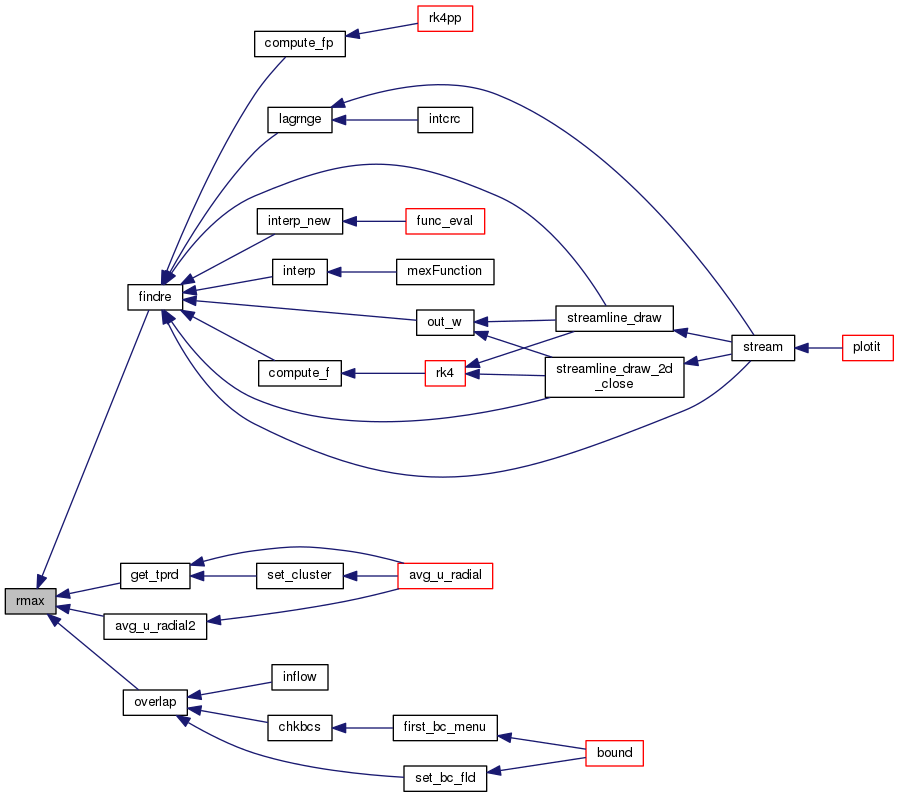 rk4pp
compute_fp
lagrnge
intcrc
interp_new
func_eval
interp
mexFunction
findre
out_w
streamline_draw
stream
plotit
compute_f
rk4
streamline_draw_2d
_close
get_tprd
set_cluster
avg_u_radial
rmax
avg_u_radial2
inflow
overlap
chkbcs
first_bc_menu
bound
set_bc_fld